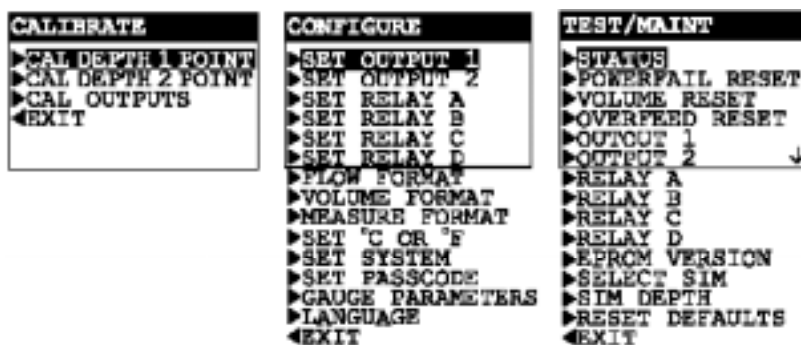 CALIBRATE
▶CAL DEPTH 1 POINT
▶CAL DEPTH 2 POINT
▶CAL OUTPUTS
◀EXIT
CONFIGURE
▶SET OUTPUT 1
▶SET OUTPUT 2
▶SET RELAY A
▶SET RELAY B
▶SET RELAY C
▶SET RELAY D
▶FLOW FORMAT
▶VOLUME FORMAT
▶MEASURE FORMAT
▶SET °C OR °F
▶SET SYSTEM
▶SET PASSCODE
▶GAUGE PARAMETERS
▶LANGUAGE
◀EXIT
TEST/MAINT
▶STATUS
▶POWERFAIL RESET
▶VOLUME RESET
▶OVERFEED RESET
▶OUTCUT 1
▶OUTPUT 2 ↓
▶RELAY A
▶RELAY B
▶RELAY C
▶RELAY D
▶EPROM VERSION
▶SELECT SIM
▶SIM DEPTH
▶RESET DEFAULTS
◀EXIT